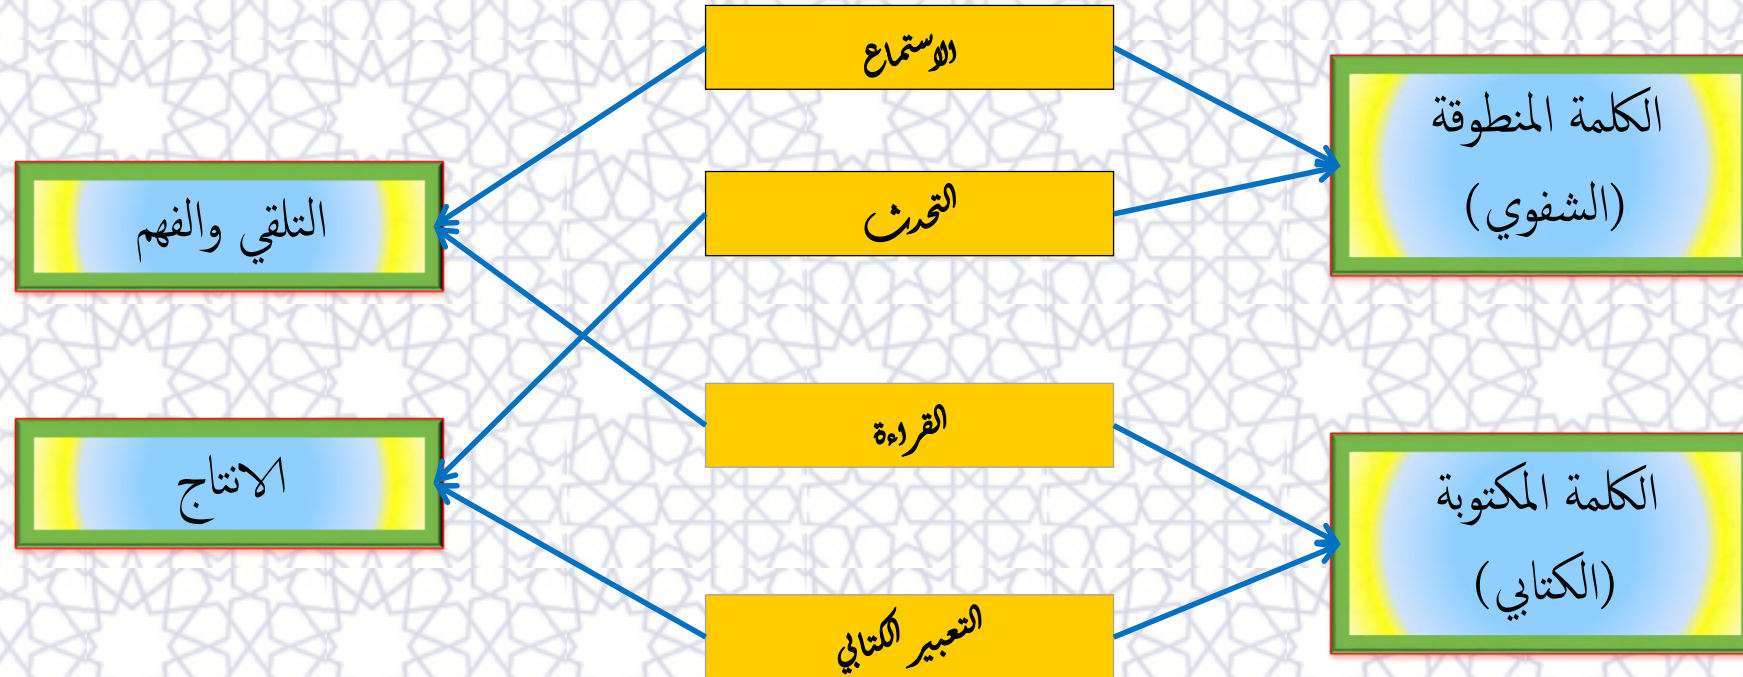 الاستماع
الكلمة المنطوقة
(الشفوي)
التحدث
التلقي والفهم
القراءة
الكلمة المكتوبة
(الكتابي)
الانتاج
التعبير الكتابي